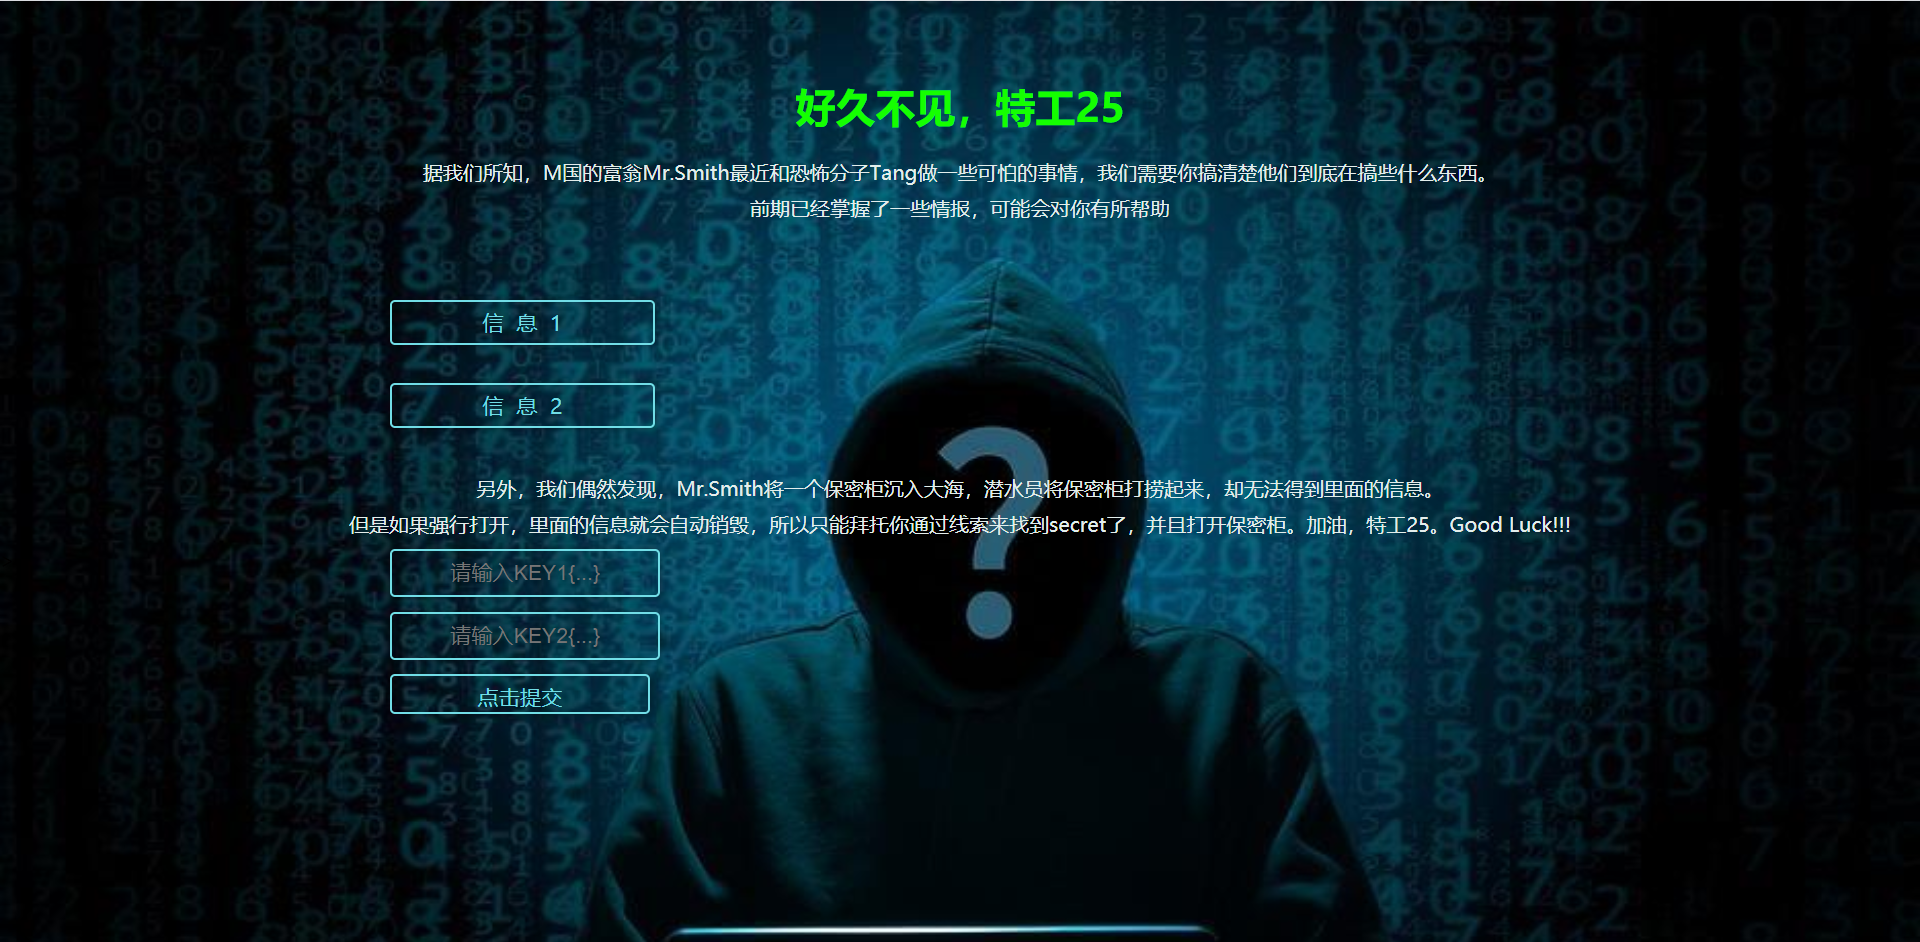 好久不见，特工25
据我们所知，M国的富翁Mr.Smith最近和恐怖分子Tang做一些可怕的事情，我们需要你搞清楚他们到底在搞些什么东西。
前期已经掌握了一些情报，可能会对你有所帮助
信 息 1
信 息 2
另外，我们偶然发现，Mr.Smith将一个保密柜沉入大海，潜水员将保密柜打捞起来，却无法得到里面的信息。
但是如果强行打开，里面的信息就会自动销毁，所以只能拜托你通过线索来找到secret了，并且打开保密柜。加油，特工25。Good Luck!!!
请输入KEY1{...}
请输入KEY2{...}
点击提交